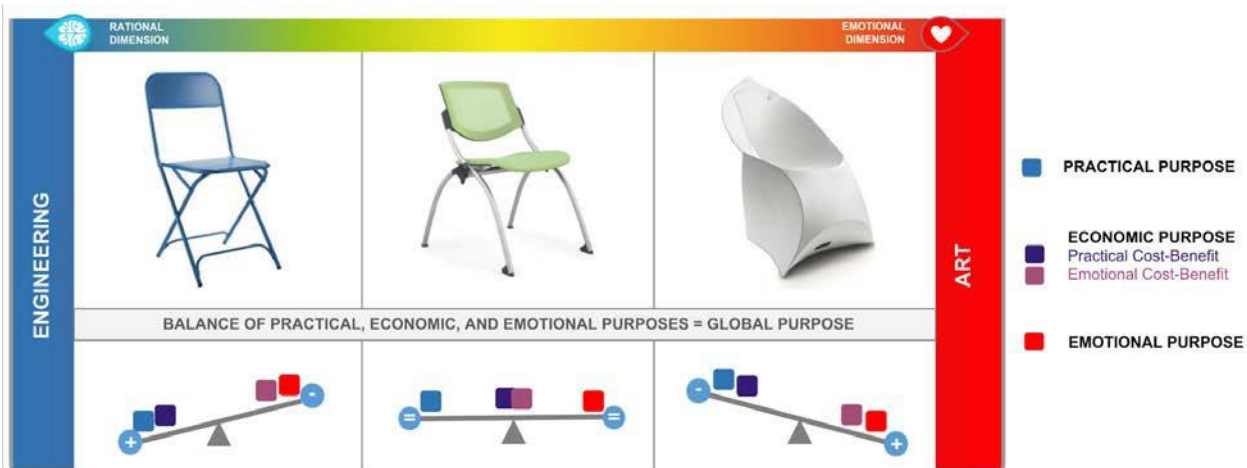 RATIONAL
DIMENSION
EMOTIONAL
DIMENSION
ENGINEERING
ART
PRACTICAL PURPOSE
ECONOMIC PURPOSE
Practical Cost-Benefit
Emotional Cost-Benefit
EMOTIONAL PURPOSE
BALANCE OF PRACTICAL, ECONOMIC, AND EMOTIONAL PURPOSES = GLOBAL PURPOSE
+
-
=
=
-
+